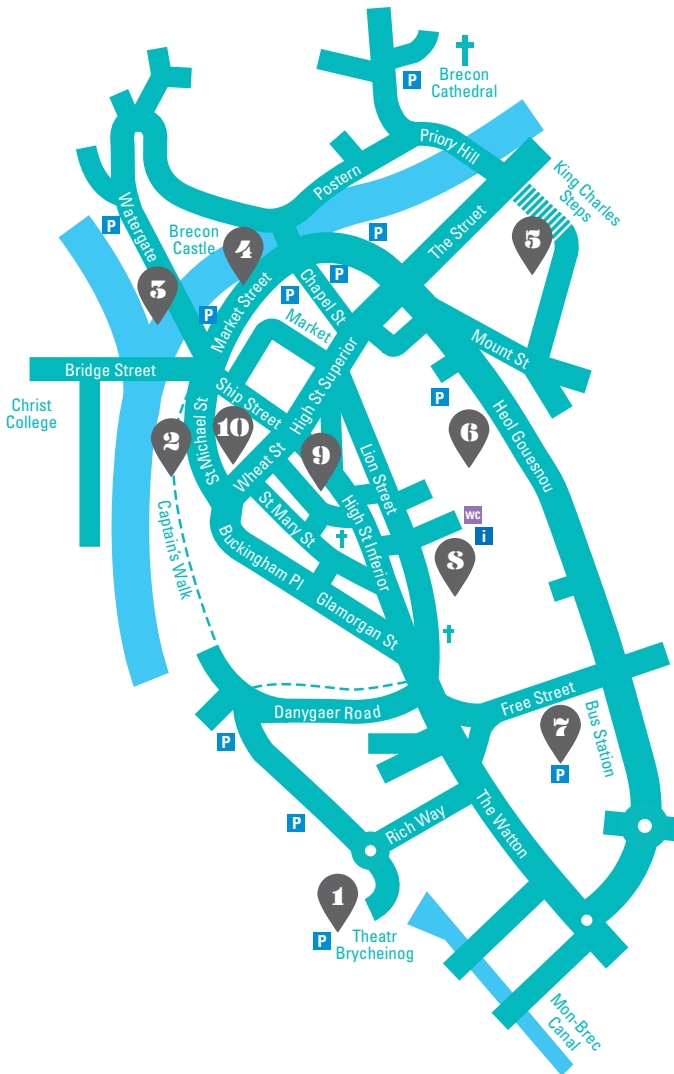 P
Brecon
Cathedral
Priory Hill
Postern
King Charles
Steps
The Struet
Watergate
P
Brecon
Castle
P
4
5
3
P
P
P
Market Street
Chapel St
Market
Mount St
Bridge Street
Ship Street
High St Superior
P
Christ
College
St Michael St
2
10
Wheat St
9
6
Lion Street
Heol Gouesnou
Captain's Walk
St Mary St
High St Inferior
WC
i
Buckingham Pl
8
Glamorgan St
Danygaer Road
Free Street
7
P
Bus Station
P
P
Rich Way
The Watton
1
P
Theatr
Brycheinog
Mon-Brec
Canal